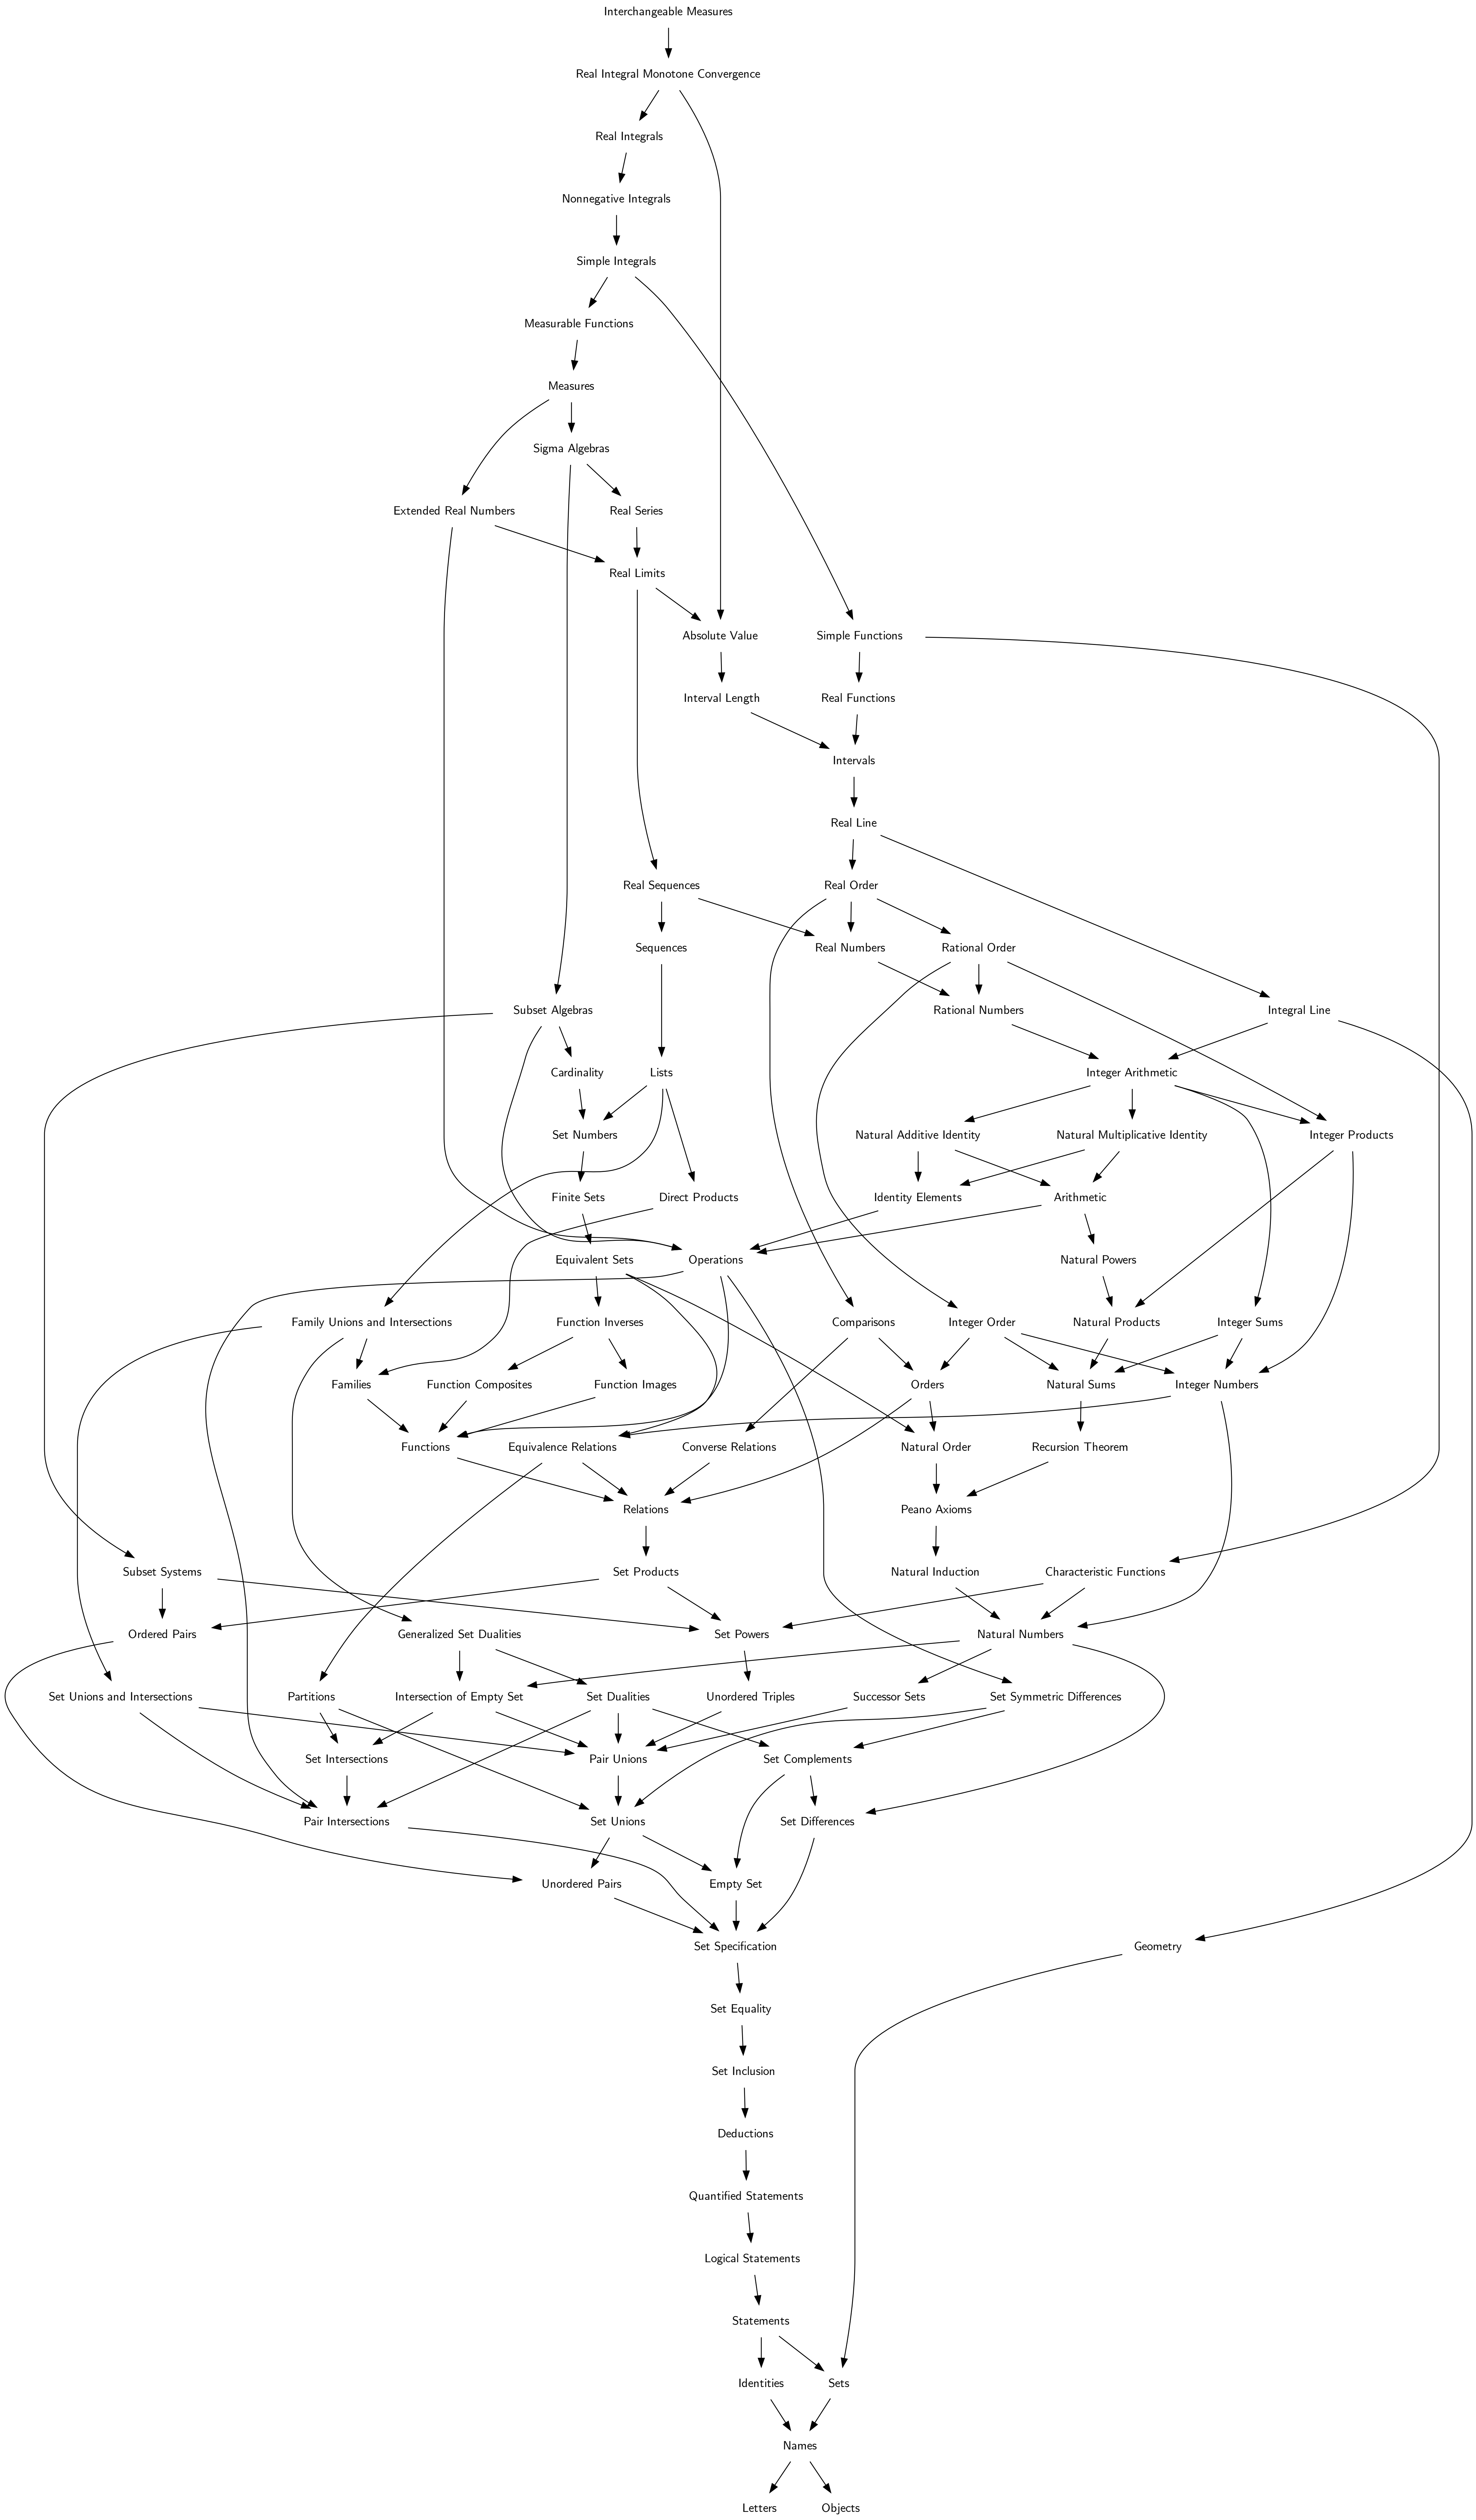 Interchangeable Measures
Real Integral Monotone Convergence
Real Integrals
Nonnegative Integrals
Simple Integrals
Measurable Functions
Measures
Sigma Algebras
Extended Real Numbers
Real Series
Real Limits
Absolute Value
Simple Functions
Interval Length
Real Functions
Intervals
Real Line
Real Sequences
Real Order
Sequences
Real Numbers
Rational Order
Subset Algebras
Rational Numbers
Integral Line
Cardinality
Lists
Integer Arithmetic
Set Numbers
Natural Additive Identity
Natural Multiplicative Identity
Integer Products
Finite Sets
Direct Products
Identity Elements
Arithmetic
Equivalent Sets
Operations
Natural Powers
Family Unions and Intersections
Function Inverses
Comparisons
Integer Order
Natural Products
Integer Sums
Families
Function Composites
Function Images
Orders
Natural Sums
Integer Numbers
Functions
Equivalence Relations
Converse Relations
Natural Order
Recursion Theorem
Relations
Peano Axioms
Subset Systems
Set Products
Natural Induction
Characteristic Functions
Ordered Pairs
Generalized Set Dualities
Set Powers
Natural Numbers
Set Unions and Intersections
Partitions
Intersection of Empty Set
Set Dualities
Unordered Triples
Successor Sets
Set Symmetric Differences
Set Intersections
Pair Unions
Set Complements
Pair Intersections
Set Unions
Set Differences
Unordered Pairs
Empty Set
Set Specification
Geometry
Set Equality
Set Inclusion
Deductions
Quantified Statements
Logical Statements
Statements
Identities
Sets
Names
Letters
Objects